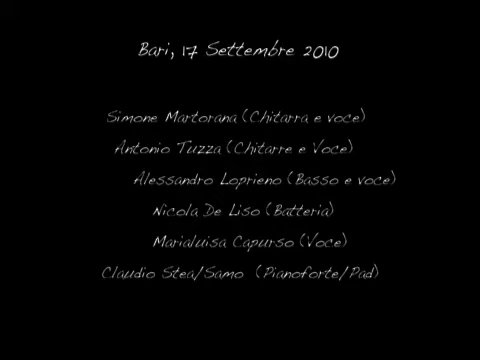 Bari, 17 Settembre 2010
Simone Martorana (Chitarra e voce)
Antonio Tuzza (Chitarre e Voce)
Alessandro Loprieno (Basso e voce)
Nicola De Liso (Batteria)
Marialuisa Capurso (Voce)
Claudio Stea/Samo (Pianoforte/Pad)